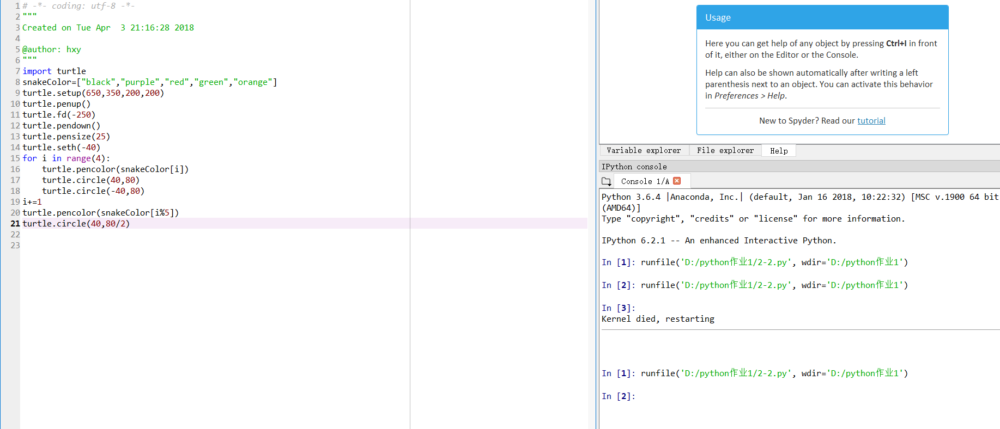 1 # -*- coding: utf-8 -*-
2 """
3 Created on Tue Apr  3 21:16:28 2018
4
5 @author: hxy
6 """
7 import turtle
8 snakeColor=["black","purple","red","green","orange"]
9 turtle.setup(650,350,200,200)
10 turtle.penup()
11 turtle.fd(-250)
12 turtle.pendown()
13 turtle.pensize(25)
14 turtle.seth(-40)
15 for i in range(4):
16     turtle.pencolor(snakeColor[i])
17     turtle.circle(40,80)
18     turtle.circle(-40,80)
19 i+=1
20 turtle.pencolor(snakeColor[i%5])
21 turtle.circle(40,80/2)
22
23
Usage
Here you can get help of any object by pressing Ctrl+I in front
of it, either on the Editor or the Console.
Help can also be shown automatically after writing a left
parenthesis next to an object. You can activate this behavior
in Preferences > Help.
New to Spyder? Read our tutorial
Variable explorer File explorer Help
IPython console
Console 1/A
Python 3.6.4 |Anaconda, Inc.| (default, Jan 16 2018, 10:22:32) [MSC v.1900 64 bit
(AMD64)]
Type "copyright", "credits" or "license" for more information.
IPython 6.2.1 -- An enhanced Interactive Python.
In [1]: runfile('D:/python作业1/2-2.py', wdir='D:/python作业1')
In [2]: runfile('D:/python作业1/2-2.py', wdir='D:/python作业1')
In [3]:
Kernel died, restarting
In [1]: runfile('D:/python作业1/2-2.py', wdir='D:/python作业1')
In [2]: